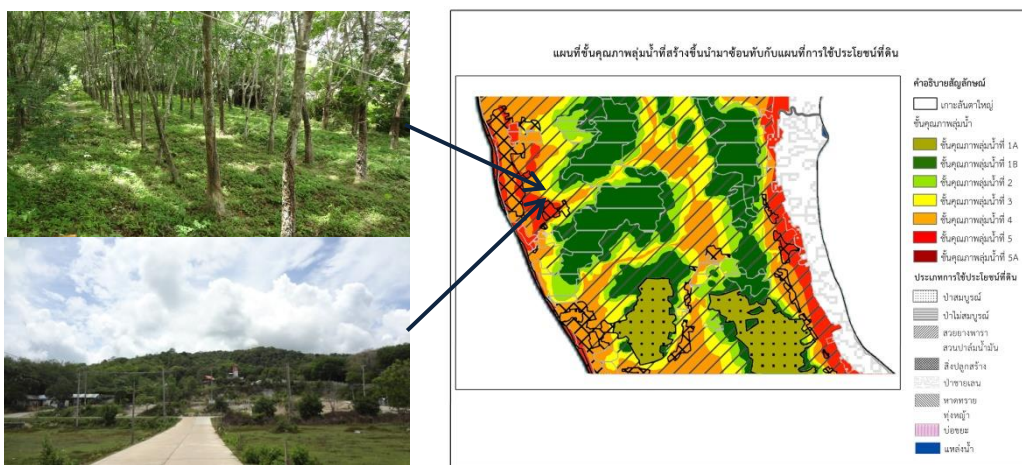 แผนที่ชั้นคุณภาพลุ่มน้ำที่สร้างขึ้นนำมาซ้อนทับกับแผนที่การใช้ประโยชน์ที่ดิน
คำอธิบายสัญลักษณ์
เกาะลันตาใหญ่
ชั้นคุณภาพลุ่มน้ำ
ชั้นคุณภาพลุ่มน้ำที่ 1A
ชั้นคุณภาพลุ่มน้ำที่ 1B
ชั้นคุณภาพลุ่มน้ำที่ 2
ชั้นคุณภาพลุ่มน้ำที่ 3
ชั้นคุณภาพลุ่มน้ำที่ 4
ชั้นคุณภาพลุ่มน้ำที่ 5
ชั้นคุณภาพลุ่มน้ำที่ 5A
ประเภทการใช้ประโยชน์ที่ดิน
ป่าสมบูรณ์
ป่าไม่สมบูรณ์
สวยยางพารา
สวนปาล์มน้ำมัน
สิ่งปลูกสร้าง
ป่าชายเลน
หาดทราย
ทุ่งหญ้า
บ่อขยะ
แหล่งน้ำ